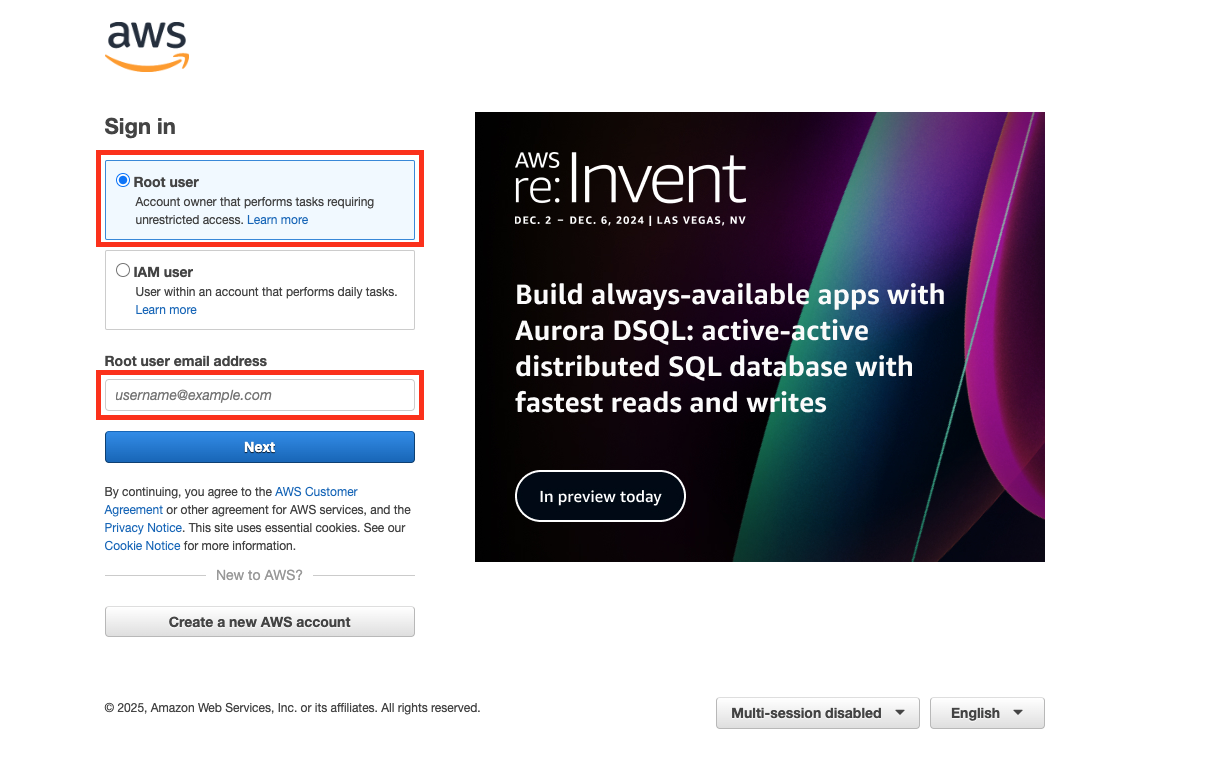 aws
Sign in
Root user
Account owner that performs tasks requiring
unrestricted access. Learn more
IAM user
User within an account that performs daily tasks.
Learn more
Root user email address
username@example.com
Next
By continuing, you agree to the AWS Customer
Agreement or other agreement for AWS services, and the
Privacy Notice. This site uses essential cookies. See our
Cookie Notice for more information.
New to AWS?
Create a new AWS account
AWS
re:Invent
DEC. 2 – DEC. 6, 2024 | LAS VEGAS, NV
Build always-available apps with
Aurora DSQL: active-active
distributed SQL database with
fastest reads and writes
In preview today
© 2025, Amazon Web Services, Inc. or its affiliates. All rights reserved.
Multi-session disabled
English